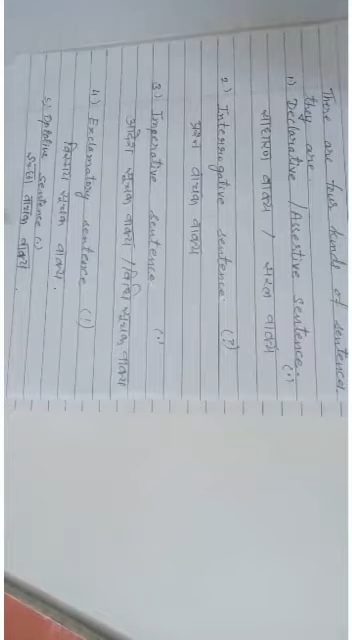 There are four kinds of sentence
they are.
1) Declarative / Assertive sentence. (.)
साधारण वाक्य / सरल वाक्य
2) Interrogative sentence. (?)
प्रश्न वाचक वाक्य
3) Imperative sentence (.)
आदेश सूचक वाक्य / विधि सूचक वाक्य
4) Exclamatory sentence (!)
विस्मय सूचक वाक्य.
5) Optative sentence (.)
इच्छा वाचक वाक्य.